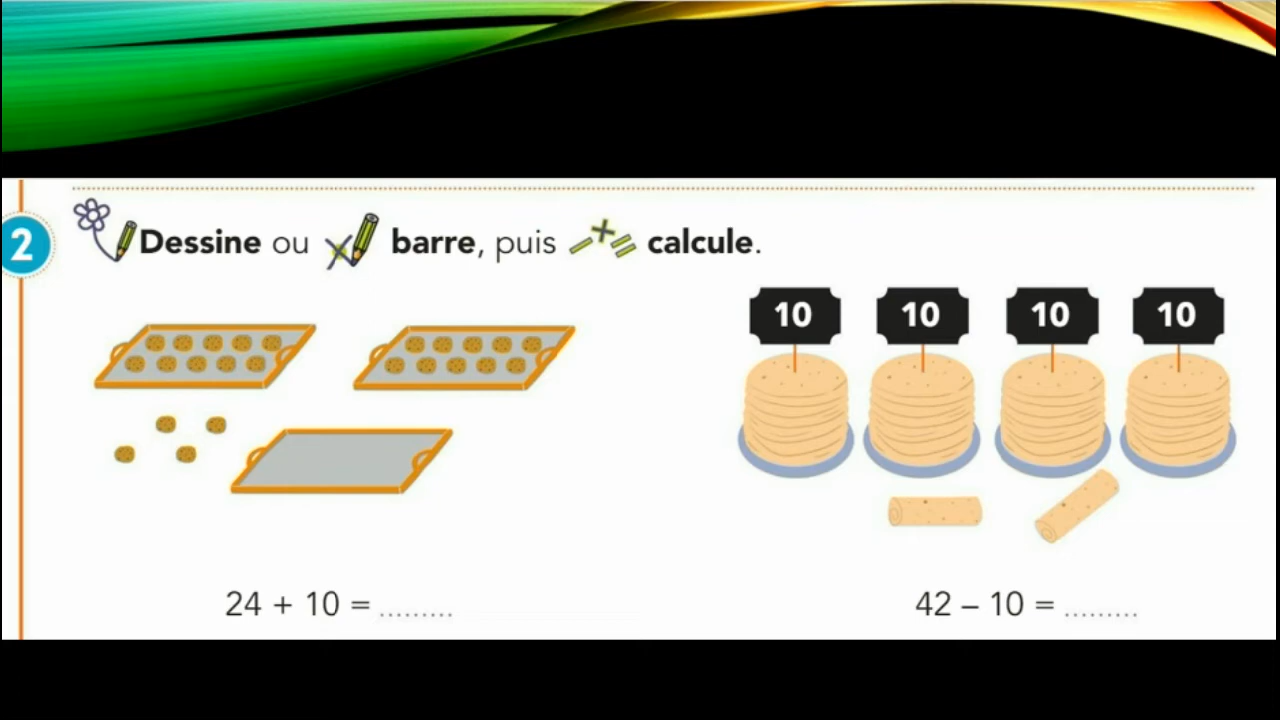 2
Dessine ou barre, puis calcule.
10 10 10 10
24 + 10 = .........
42 – 10 = .........